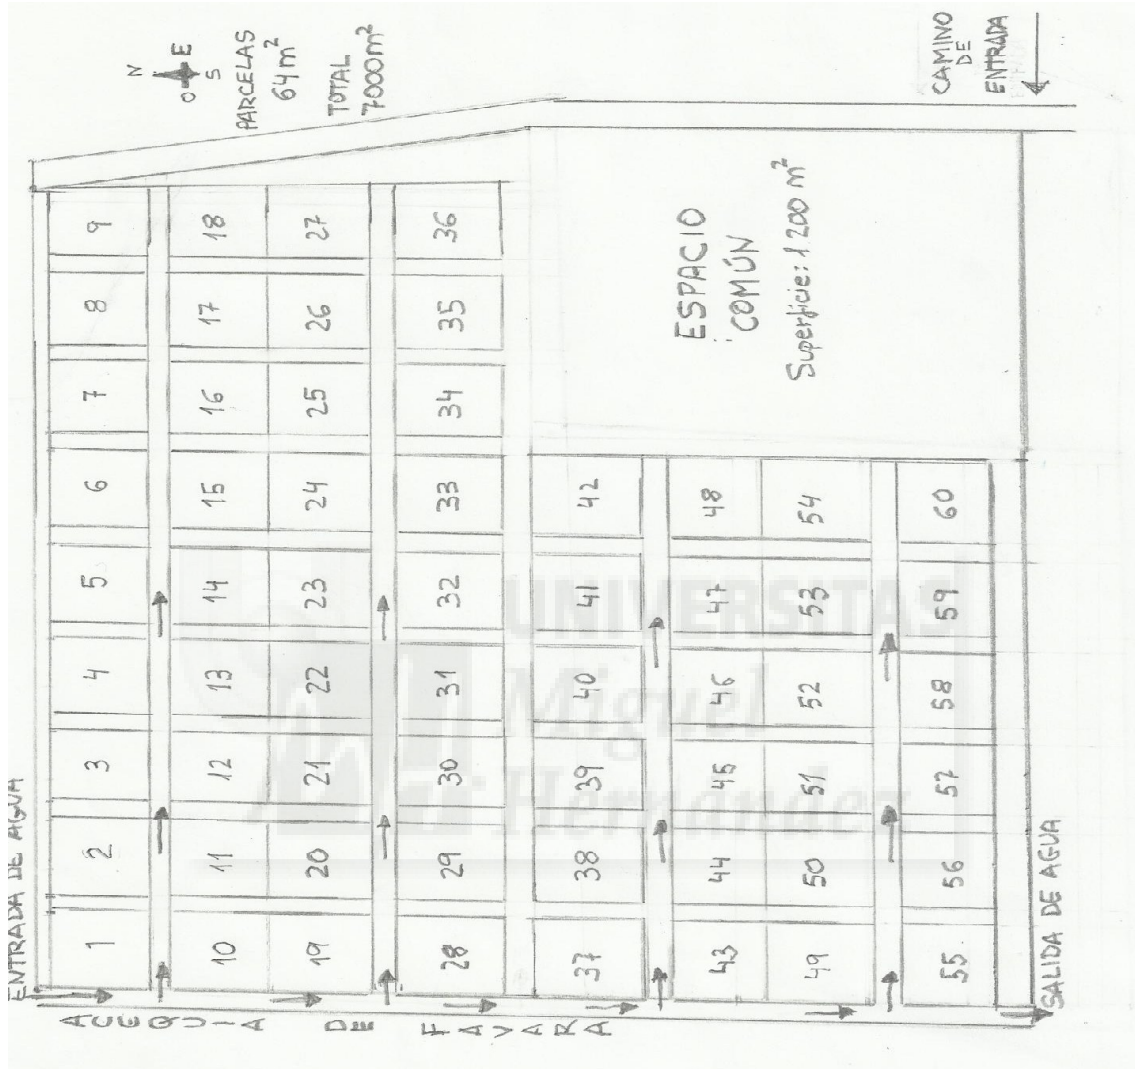 N
O E
S
PARCELAS
64 m²
TOTAL
7000 m²
CAMINO
DE
ENTRADA
ENTRADA DE AGUA
1 2 3 4 5 6 7 8 9
10 11 12 13 14 15 16 17 18
19 20 21 22 23 24 25 26 27
28 29 30 31 32 33 34 35 36
37 38 39 40 41 42
43 44 45 46 47 48
49 50 51 52 53 54
55 56 57 58 59 60
ESPACIO
COMÚN
Superficie: 1 200 m²
ACEQUIA DE FAVARA
SALIDA DE AGUA
UNIVERSITAS
Miguel
Hernández